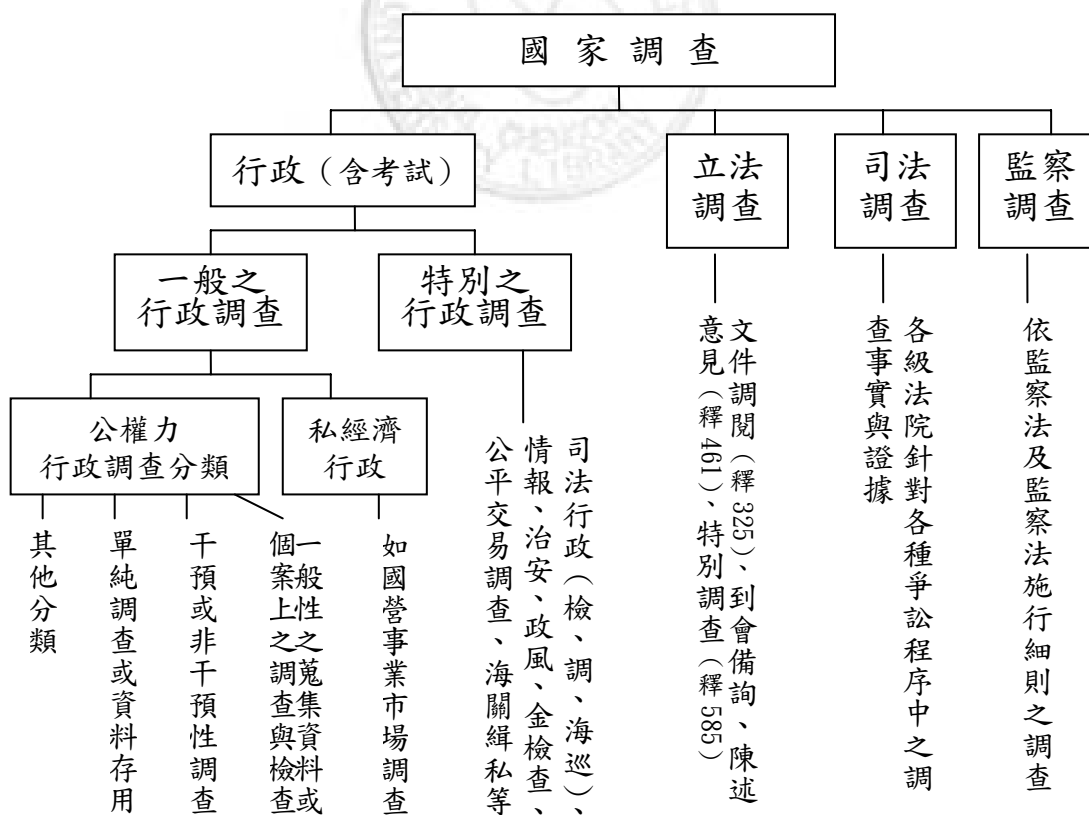 國家調查
行政（含考試）
立法
調查
司法
調查
監察
調查
一般之
行政調查
特別之
行政調查
公權力
行政調查分類
私經濟
行政
其他分類
單純調查或資料存用
干預或非干預性調查
一般性之蒐集資料或
個案上之調查與檢查
如國營事業市場調查
司法行政（檢、調、海巡）、
情報、治安、政風、金檢查、
公平交易調查、海關緝私等
文件調閱（釋325）、到會備詢、陳述
意見（釋461）、特別調查（釋585）
各級法院針對各種爭訟程序中之調
查事實與證據
依監察法及監察法施行細則之調查